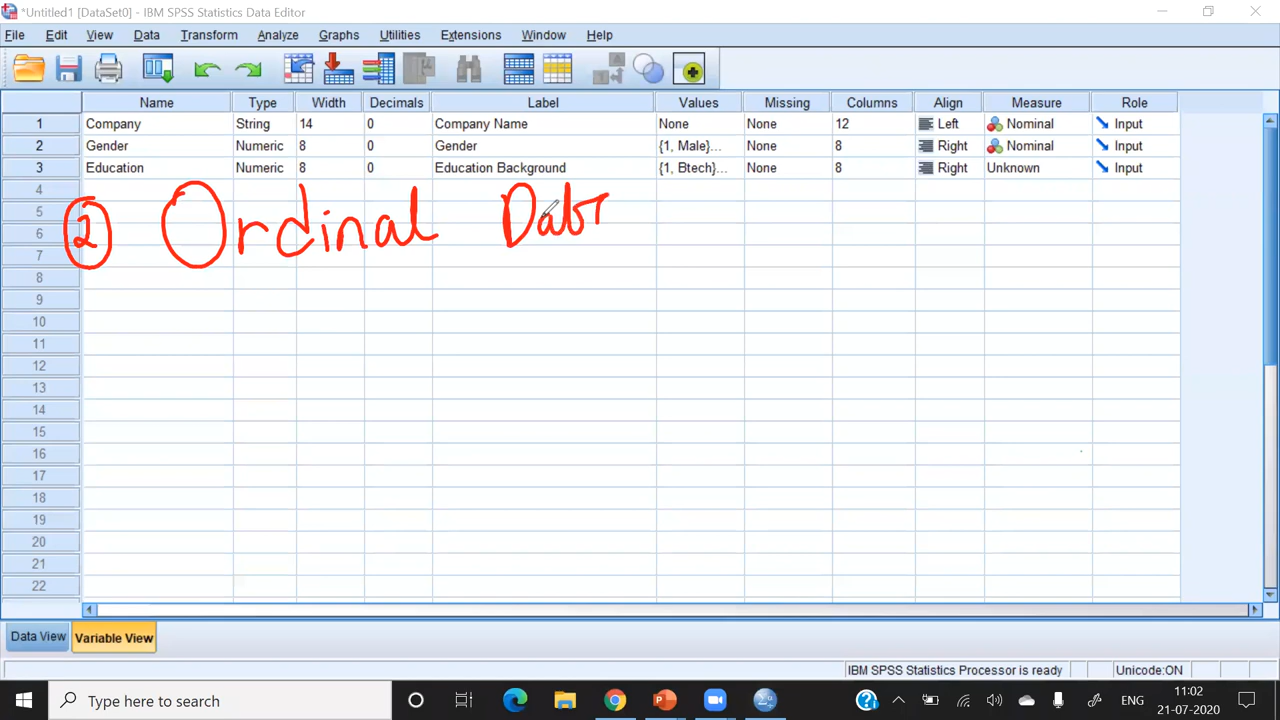 *Untitled1 [DataSet0] - IBM SPSS Statistics Data Editor
File Edit View Data Transform Analyze Graphs Utilities Extensions Window Help
Name Type Width Decimals Label Values Missing Columns Align Measure Role
1 Company String 14 0 Company Name None None 12 Left Nominal Input
2 Gender Numeric 8 0 Gender {1, Male}... None 8 Right Nominal Input
3 Education Numeric 8 0 Education Background {1, Btech}... None 8 Right Unknown Input
4
5
2 Ordinal
6
7
8
9
10
11
12
13
14
15
16
17
18
19
20
21
22
Data View Variable View
IBM SPSS Statistics Processor is ready Unicode:ON
Type here to search
ENG
11:02
21-07-2020